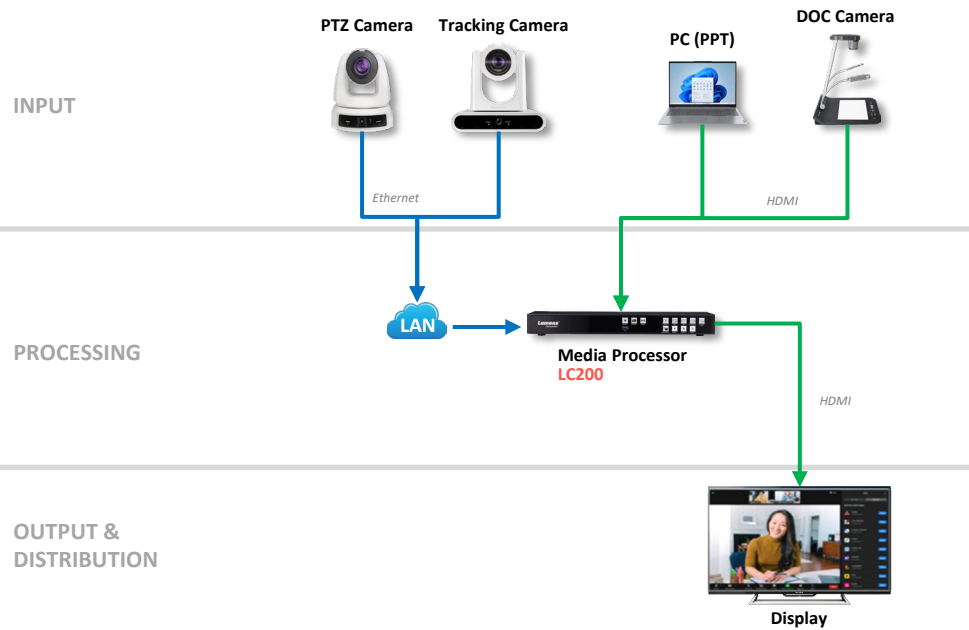 PTZ Camera
Tracking Camera
PC (PPT)
DOC Camera
INPUT
Ethernet
HDMI
LAN
Lumens
PROCESSING
Media Processor
LC200
HDMI
OUTPUT &
DISTRIBUTION
Display